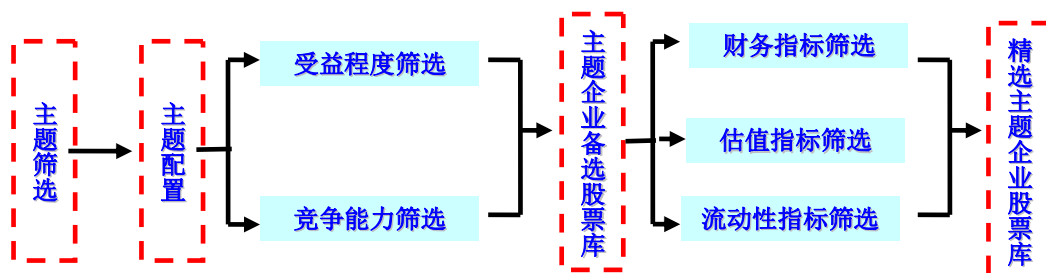 主题筛选
主题配置
受益程度筛选
竞争能力筛选
主题企业备选股票库
财务指标筛选
估值指标筛选
流动性指标筛选
精选主题企业股票库